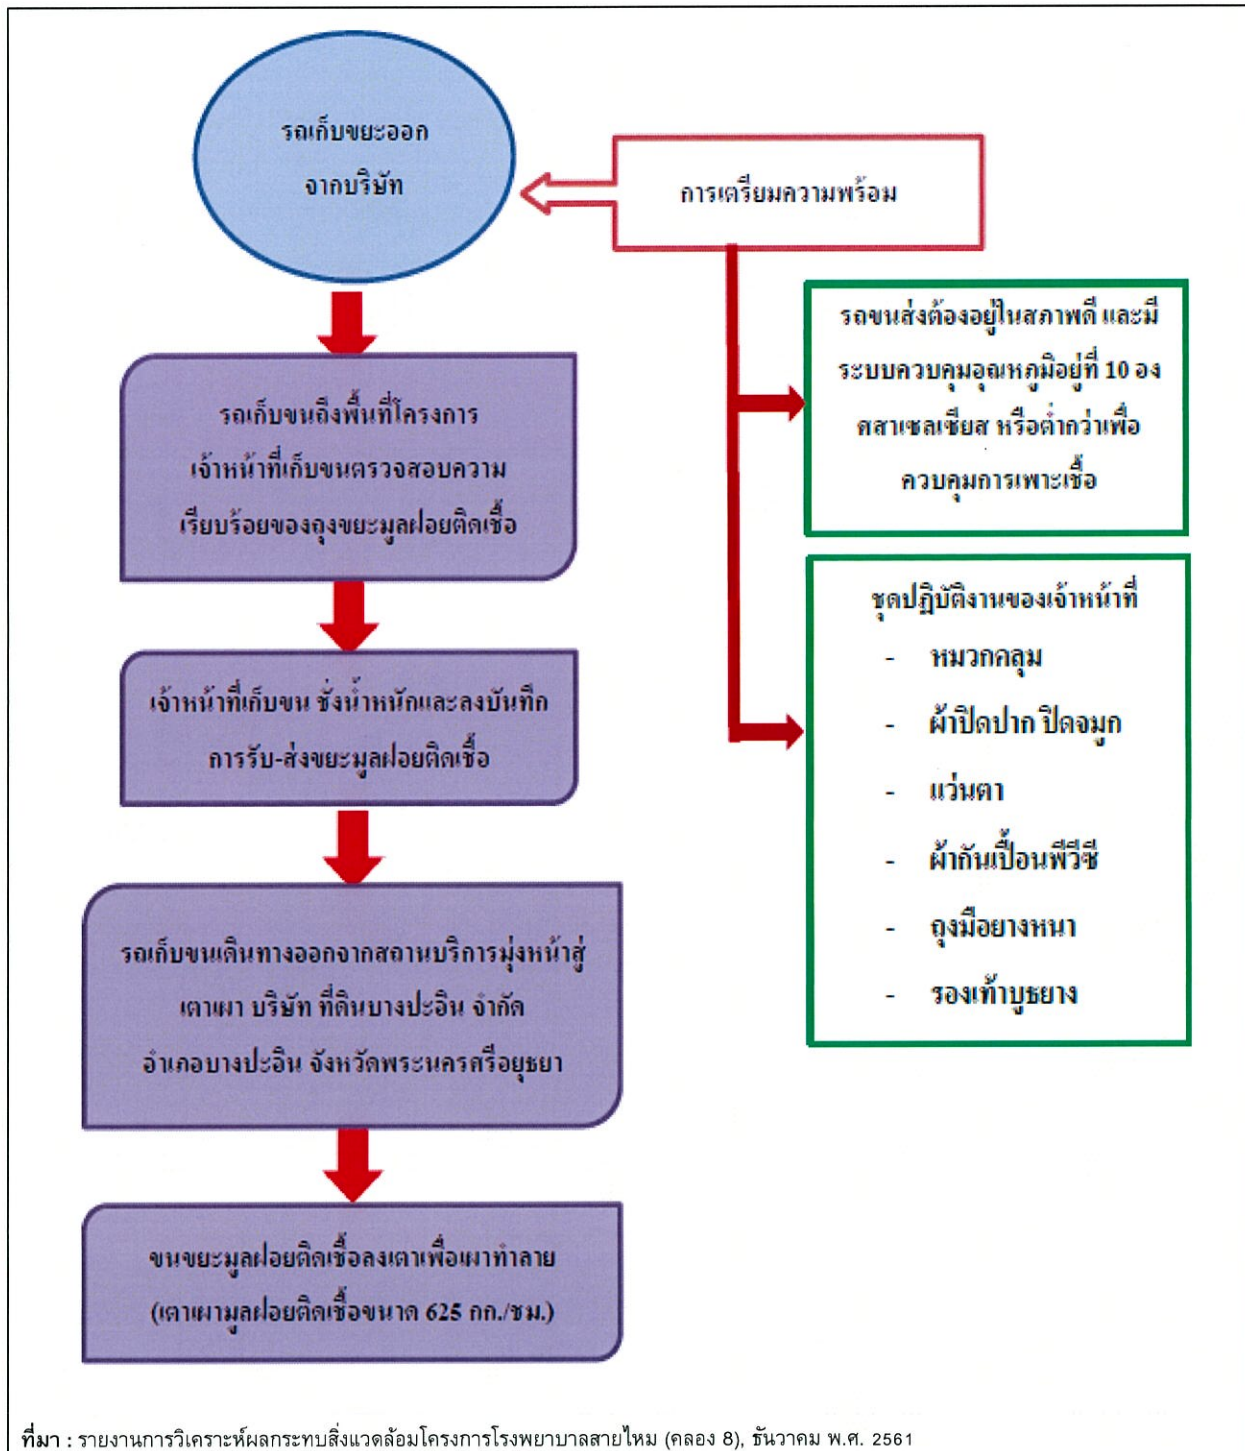 รถเก็บขยะออก
จากบริษัท
การเตรียมความพร้อม
รถขนส่งต้องอยู่ในสภาพดี และมี
ระบบควบคุมอุณหภูมิอยู่ที่ 10 อง
ศสาเซลเซียส หรือต่ำกว่าเพื่อ
ควบคุมการเพาะเชื้อ
รถเก็บขนถึงพื้นที่โครงการ
เจ้าหน้าที่เก็บขนตรวจสอบความ
เรียบร้อยของถุงขยะมูลฝอยติดเชื้อ
ชุดปฏิบัติงานของเจ้าหน้าที่
- หมวกคลุม
- ผ้าปิดปาก ปิดจมูก
- แว่นตา
- ผ้ากันเปื้อนพีวีซี
- ถุงมือยางหนา
- รองเท้าบูธยาง
เจ้าหน้าที่เก็บขน ชั่งน้ำหนักและลงบันทึก
การรับ-ส่งขยะมูลฝอยติดเชื้อ
รถเก็บขนเดินทางออกจากสถานบริการมุ่งหน้าสู่
เตาเผา บริษัท ที่ดินบางปะอิน จำกัด
อำเภอบางปะอิน จังหวัดพระนครศรีอยุธยา
ขนขยะมูลฝอยติดเชื้อลงเตาเพื่อเผาทำลาย
(เตาเผามูลฝอยติดเชื้อขนาด 625 กก./ชม.)
ที่มา : รายงานการวิเคราะห์ผลกระทบสิ่งแวดล้อมโครงการโรงพยาบาลสายไหม (คลอง 8), ธันวาคม พ.ศ. 2561